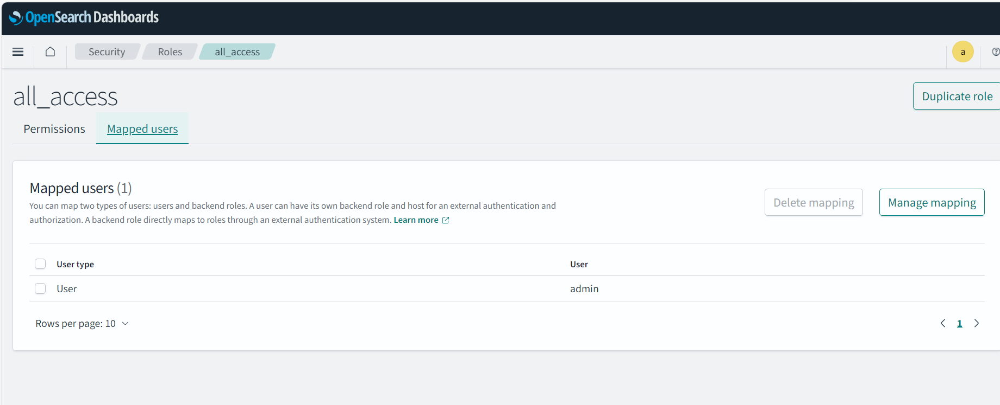 OpenSearch Dashboards
Security Roles all_access a
all_access
Duplicate role
Permissions Mapped users
Mapped users (1)
You can map two types of users: users and backend roles. A user can have its own backend role and host for an external authentication and
authorization. A backend role directly maps to roles through an external authentication system. Learn more
Delete mapping Manage mapping
User type User
User admin
Rows per page: 10
1